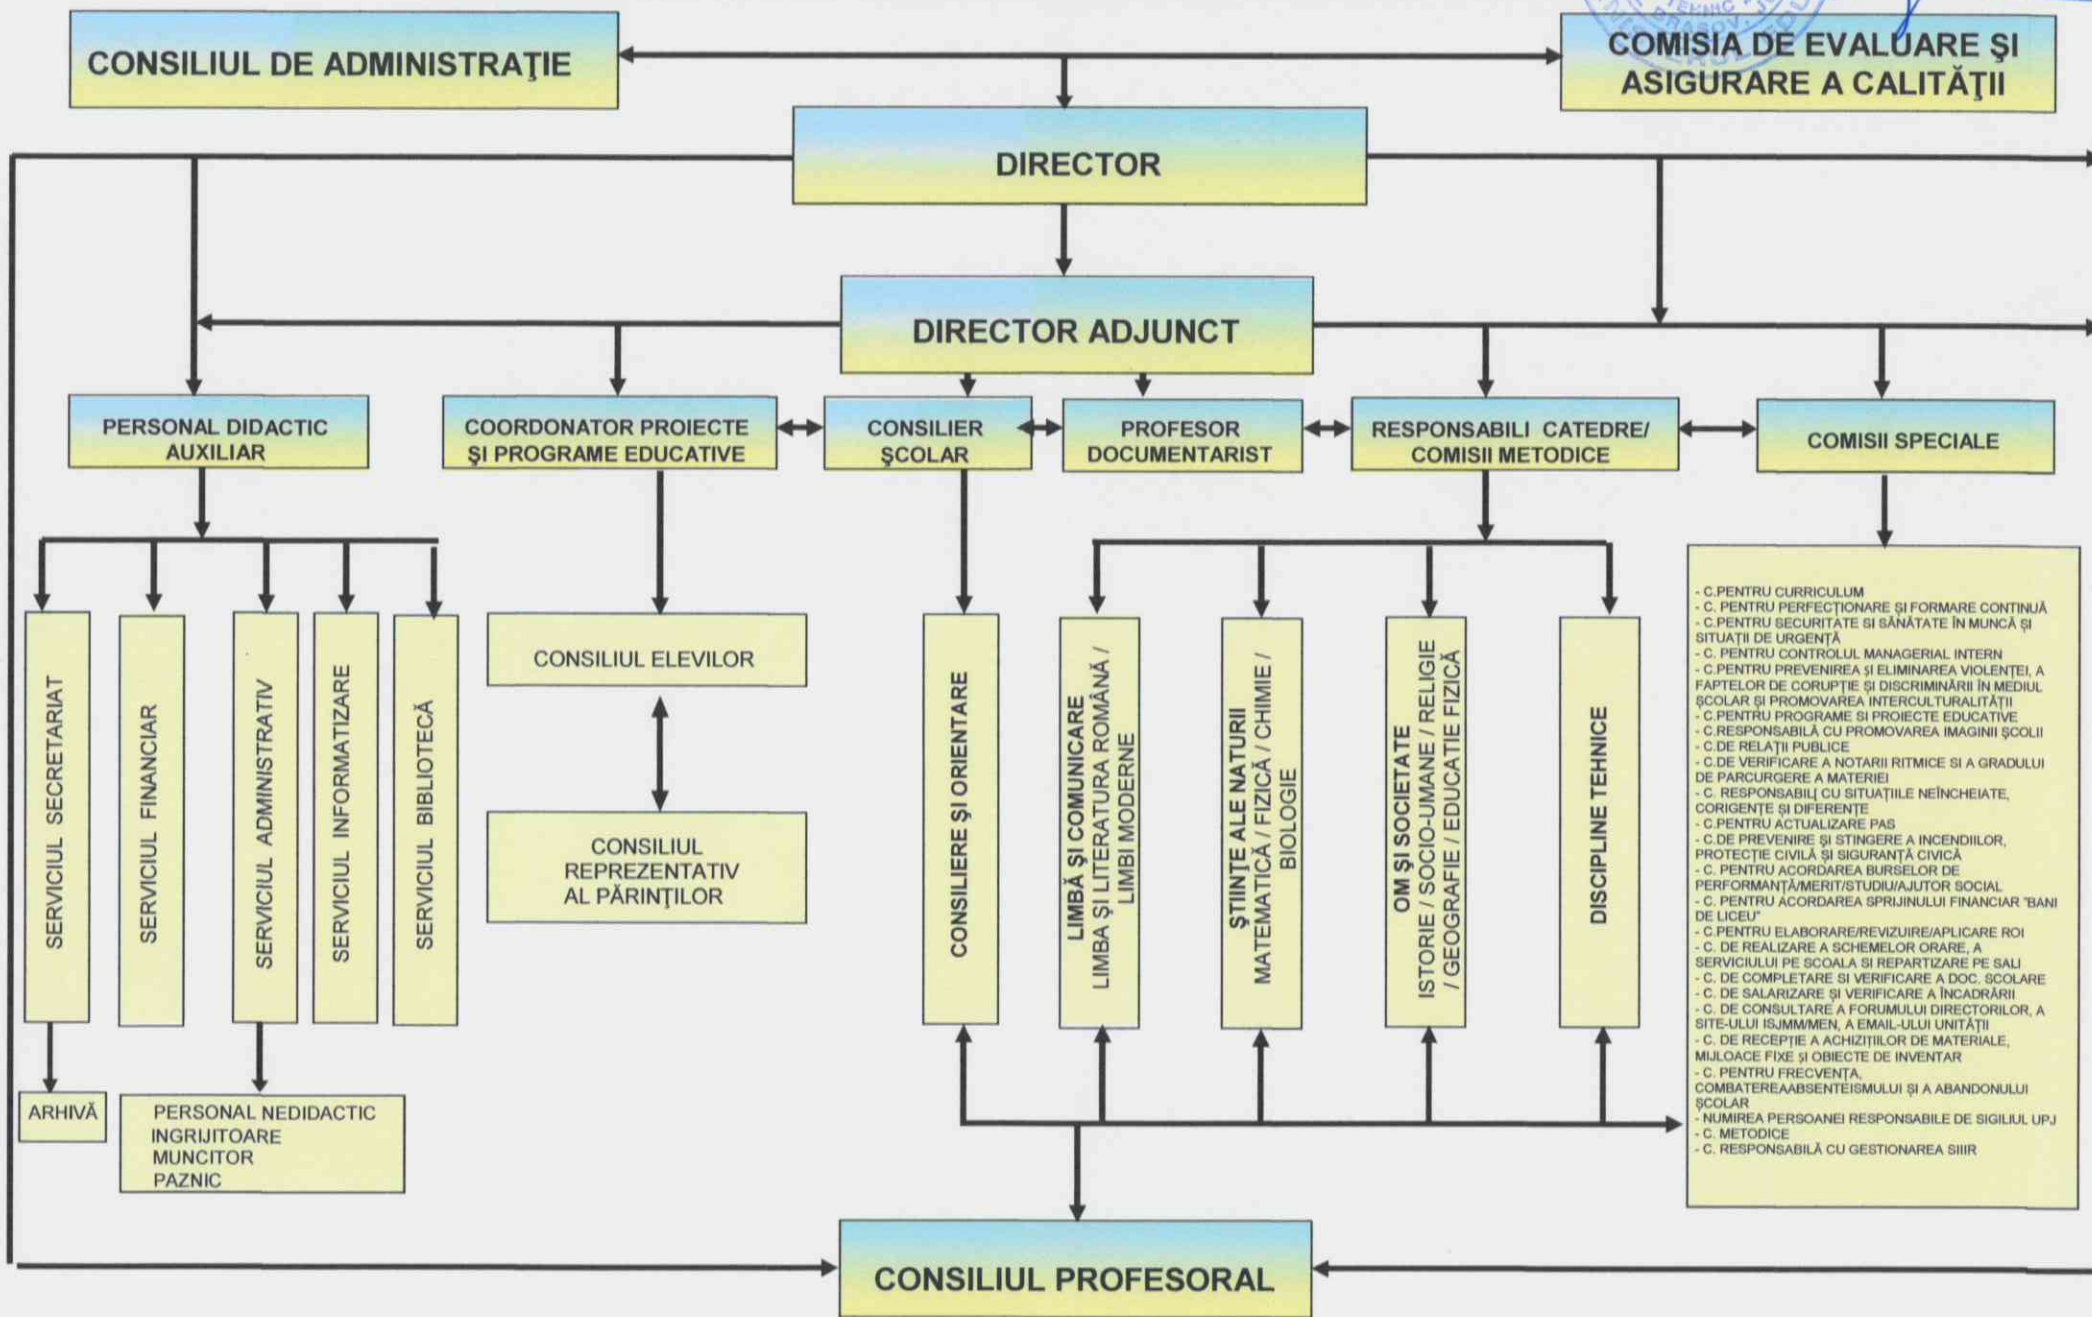 TEHNIC
BRAȘOV, JU
CONSILIUL DE ADMINISTRAŢIE
COMISIA DE EVALUARE ŞI
ASIGURARE A CALITĂŢII
DIRECTOR
DIRECTOR ADJUNCT
PERSONAL DIDACTIC
AUXILIAR
COORDONATOR PROIECTE
ŞI PROGRAME EDUCATIVE
CONSILIER
ŞCOLAR
PROFESOR
DOCUMENTARIST
RESPONSABILI CATEDRE/
COMISII METODICE
COMISII SPECIALE
SERVICIUL SECRETARIAT
SERVICIUL FINANCIAR
SERVICIUL ADMINISTRATIV
SERVICIUL INFORMATIZARE
SERVICIUL BIBLIOTECĂ
CONSILIUL ELEVILOR
CONSILIUL
REPREZENTATIV
AL PĂRINŢILOR
CONSILIERE ŞI ORIENTARE
LIMBĂ ŞI COMUNICARE
LIMBA ŞI LITERATURA ROMÂNĂ /
LIMBI MODERNE
ŞTIINŢE ALE NATURII
MATEMATICĂ / FIZICĂ / CHIMIE /
BIOLOGIE
OM ŞI SOCIETATE
ISTORIE / SOCIO-UMANE / RELIGIE
/ GEOGRAFIE / EDUCATIE FIZICĂ
DISCIPLINE TEHNICE
- C.PENTRU CURRICULUM
- C. PENTRU PERFECŢIONARE ŞI FORMARE CONTINUĂ
- C.PENTRU SECURITATE SI SĂNĂTATE ÎN MUNCĂ ŞI
SITUAŢII DE URGENŢĂ
- C. PENTRU CONTROLUL MANAGERIAL INTERN
- C.PENTRU PREVENIREA ŞI ELIMINAREA VIOLENŢEI, A
FAPTELOR DE CORUPŢIE ŞI DISCRIMINĂRII ÎN MEDIUL
ŞCOLAR ŞI PROMOVAREA INTERCULTURALITĂŢII
- C.PENTRU PROGRAME SI PROIECTE EDUCATIVE
- C.RESPONSABILĂ CU PROMOVAREA IMAGINII ŞCOLII
- C.DE RELAŢII PUBLICE
- C.DE VERIFICARE A NOTARII RITMICE SI A GRADULUI
DE PARCURGERE A MATERIEI
- C. RESPONSABILI CU SITUAŢIILE NEÎNCHEIATE,
CORIGENŢE ŞI DIFERENŢE
- C.PENTRU ACTUALIZARE PAS
- C.DE PREVENIRE ŞI STINGERE A INCENDIILOR,
PROTECŢIE CIVILĂ ŞI SIGURANŢĂ CIVICĂ
- C. PENTRU ACORDAREA BURSELOR DE
PERFORMANŢĂ/MERIT/STUDIU/AJUTOR SOCIAL
- C. PENTRU ACORDAREA SPRIJINULUI FINANCIAR "BANI
DE LICEU"
- C.PENTRU ELABORARE/REVIZUIRE/APLICARE ROI
- C. DE REALIZARE A SCHEMELOR ORARE, A
SERVICIULUI PE SCOALA SI REPARTIZARE PE SALI
- C. DE COMPLETARE SI VERIFICARE A DOC. SCOLARE
- C. DE SALARIZARE ŞI VERIFICARE A ÎNCADRĂRII
- C. DE CONSULTARE A FORUMULUI DIRECTORILOR, A
SITE-ULUI ISJMM/MEN, A EMAIL-ULUI UNITĂŢII
- C. DE RECEPŢIE A ACHIZIŢIILOR DE MATERIALE,
MIJLOACE FIXE ŞI OBIECTE DE INVENTAR
- C. PENTRU FRECVENŢA,
COMBATEREAABSENTEISMULUI ŞI A ABANDONULUI
ŞCOLAR
- NUMIREA PERSOANEI RESPONSABILE DE SIGILIUL UPJ
- C. METODICE
- C. RESPONSABILĂ CU GESTIONAREA SIIIR
ARHIVĂ
PERSONAL NEDIDACTIC
INGRIJITOARE
MUNCITOR
PAZNIC
CONSILIUL PROFESORAL